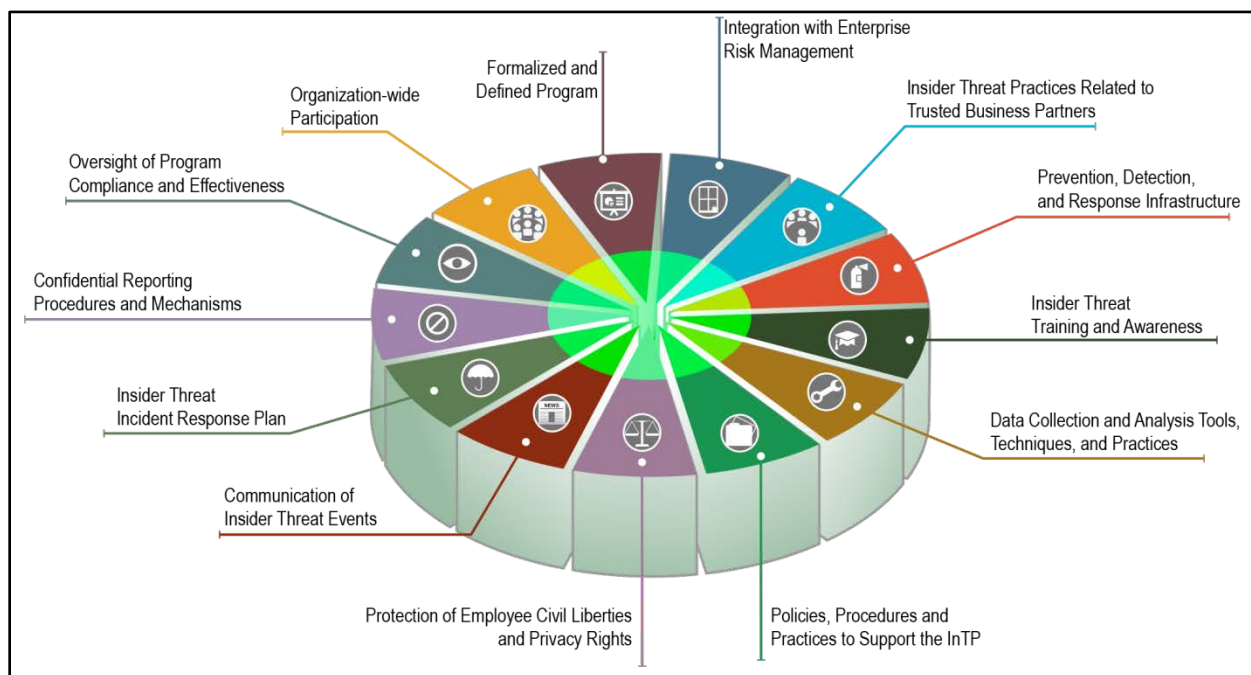 Integration with Enterprise
Risk Management
Formalized and
Defined Program
Insider Threat Practices Related to
Trusted Business Partners
Organization-wide
Participation
Oversight of Program
Compliance and Effectiveness
Prevention, Detection,
and Response Infrastructure
Confidential Reporting
Procedures and Mechanisms
Insider Threat
Training and Awareness
Insider Threat
Incident Response Plan
NEWS
Data Collection and Analysis Tools,
Techniques, and Practices
Communication of
Insider Threat Events
Protection of Employee Civil Liberties
and Privacy Rights
Policies, Procedures and
Practices to Support the InTP